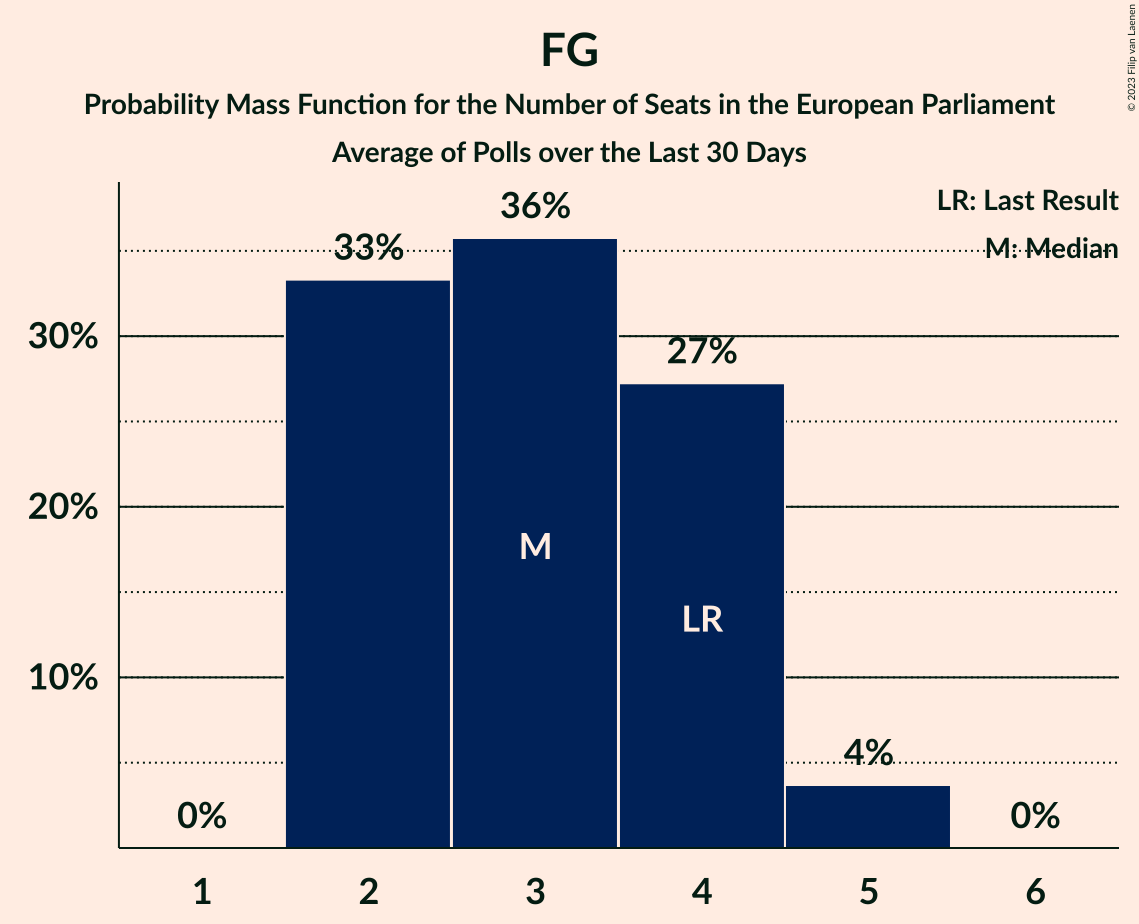 FG
Probability Mass Function for the Number of Seats in the European Parliament
Average of Polls over the Last 30 Days
© 2023 Filip van Laenen
LR: Last Result
M: Median
36%
33%
27%
4%
0%
0%
30%
20%
10%
M
LR
1 2 3 4 5 6